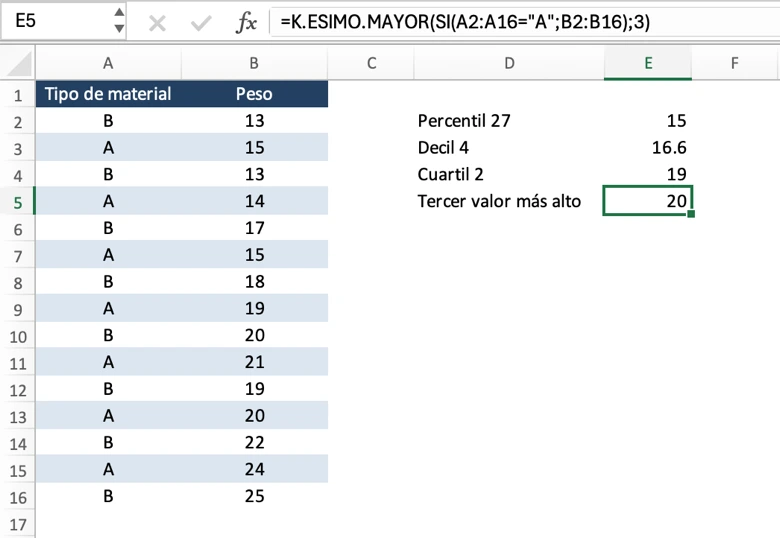 E5 fx =K.ESIMO.MAYOR(SI(A2:A16="A";B2:B16);3)
A B C D E F
1 Tipo de material Peso
2 B 13 Percentil 27 15
3 A 15 Decil 4 16.6
4 B 13 Cuartil 2 19
5 A 14 Tercer valor más alto 20
6 B 17
7 A 15
8 B 18
9 A 19
10 B 20
11 A 21
12 B 19
13 A 20
14 B 22
15 A 24
16 B 25
17